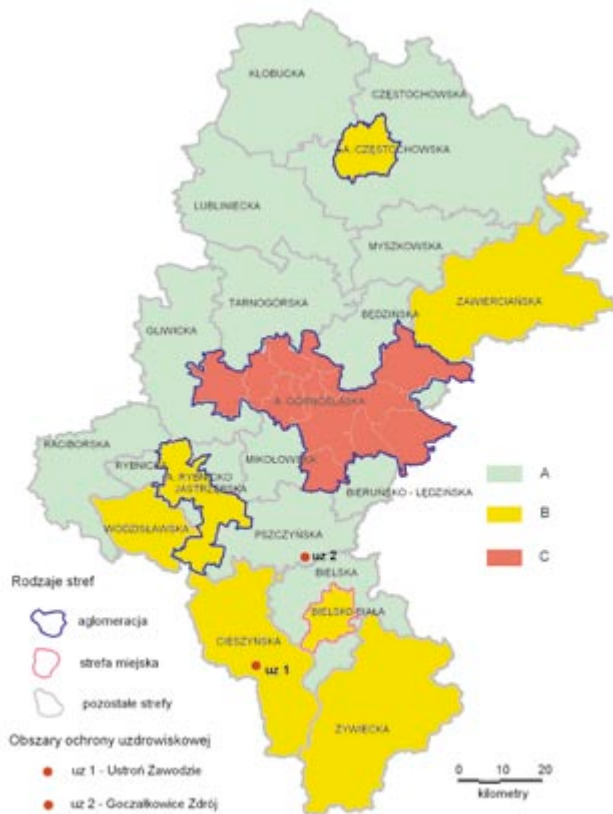 KŁOBUCKA
CZĘSTOCHOWSKA
A. CZĘSTOCHOWSKA
LUBLINIECKA
MYSZKOWSKA
ZAWIERCIAŃSKA
TARNOGÓRSKA
BĘDZIŃSKA
GLIWICKA
A. GÓRNOŚLĄSKA
RACIBORSKA
RYBNICKA
A. RYBNICKO
JASTRZĘBSKA
MIKOŁOWSKA
BIERUŃSKO - LĘDZIŃSKA
WODZISŁAWSKA
PSZCZYŃSKA
uz 2
BIELSKA
BIELSKO-BIAŁA
CIESZYŃSKA
uz 1
ŻYWIECKA
A
B
C
Rodzaje stref
aglomeracja
strefa miejska
pozostałe strefy
Obszary ochrony uzdrowiskowej
uz 1 - Ustroń Zawodzie
uz 2 - Goczałkowice Zdrój
0 10 20
kilometry